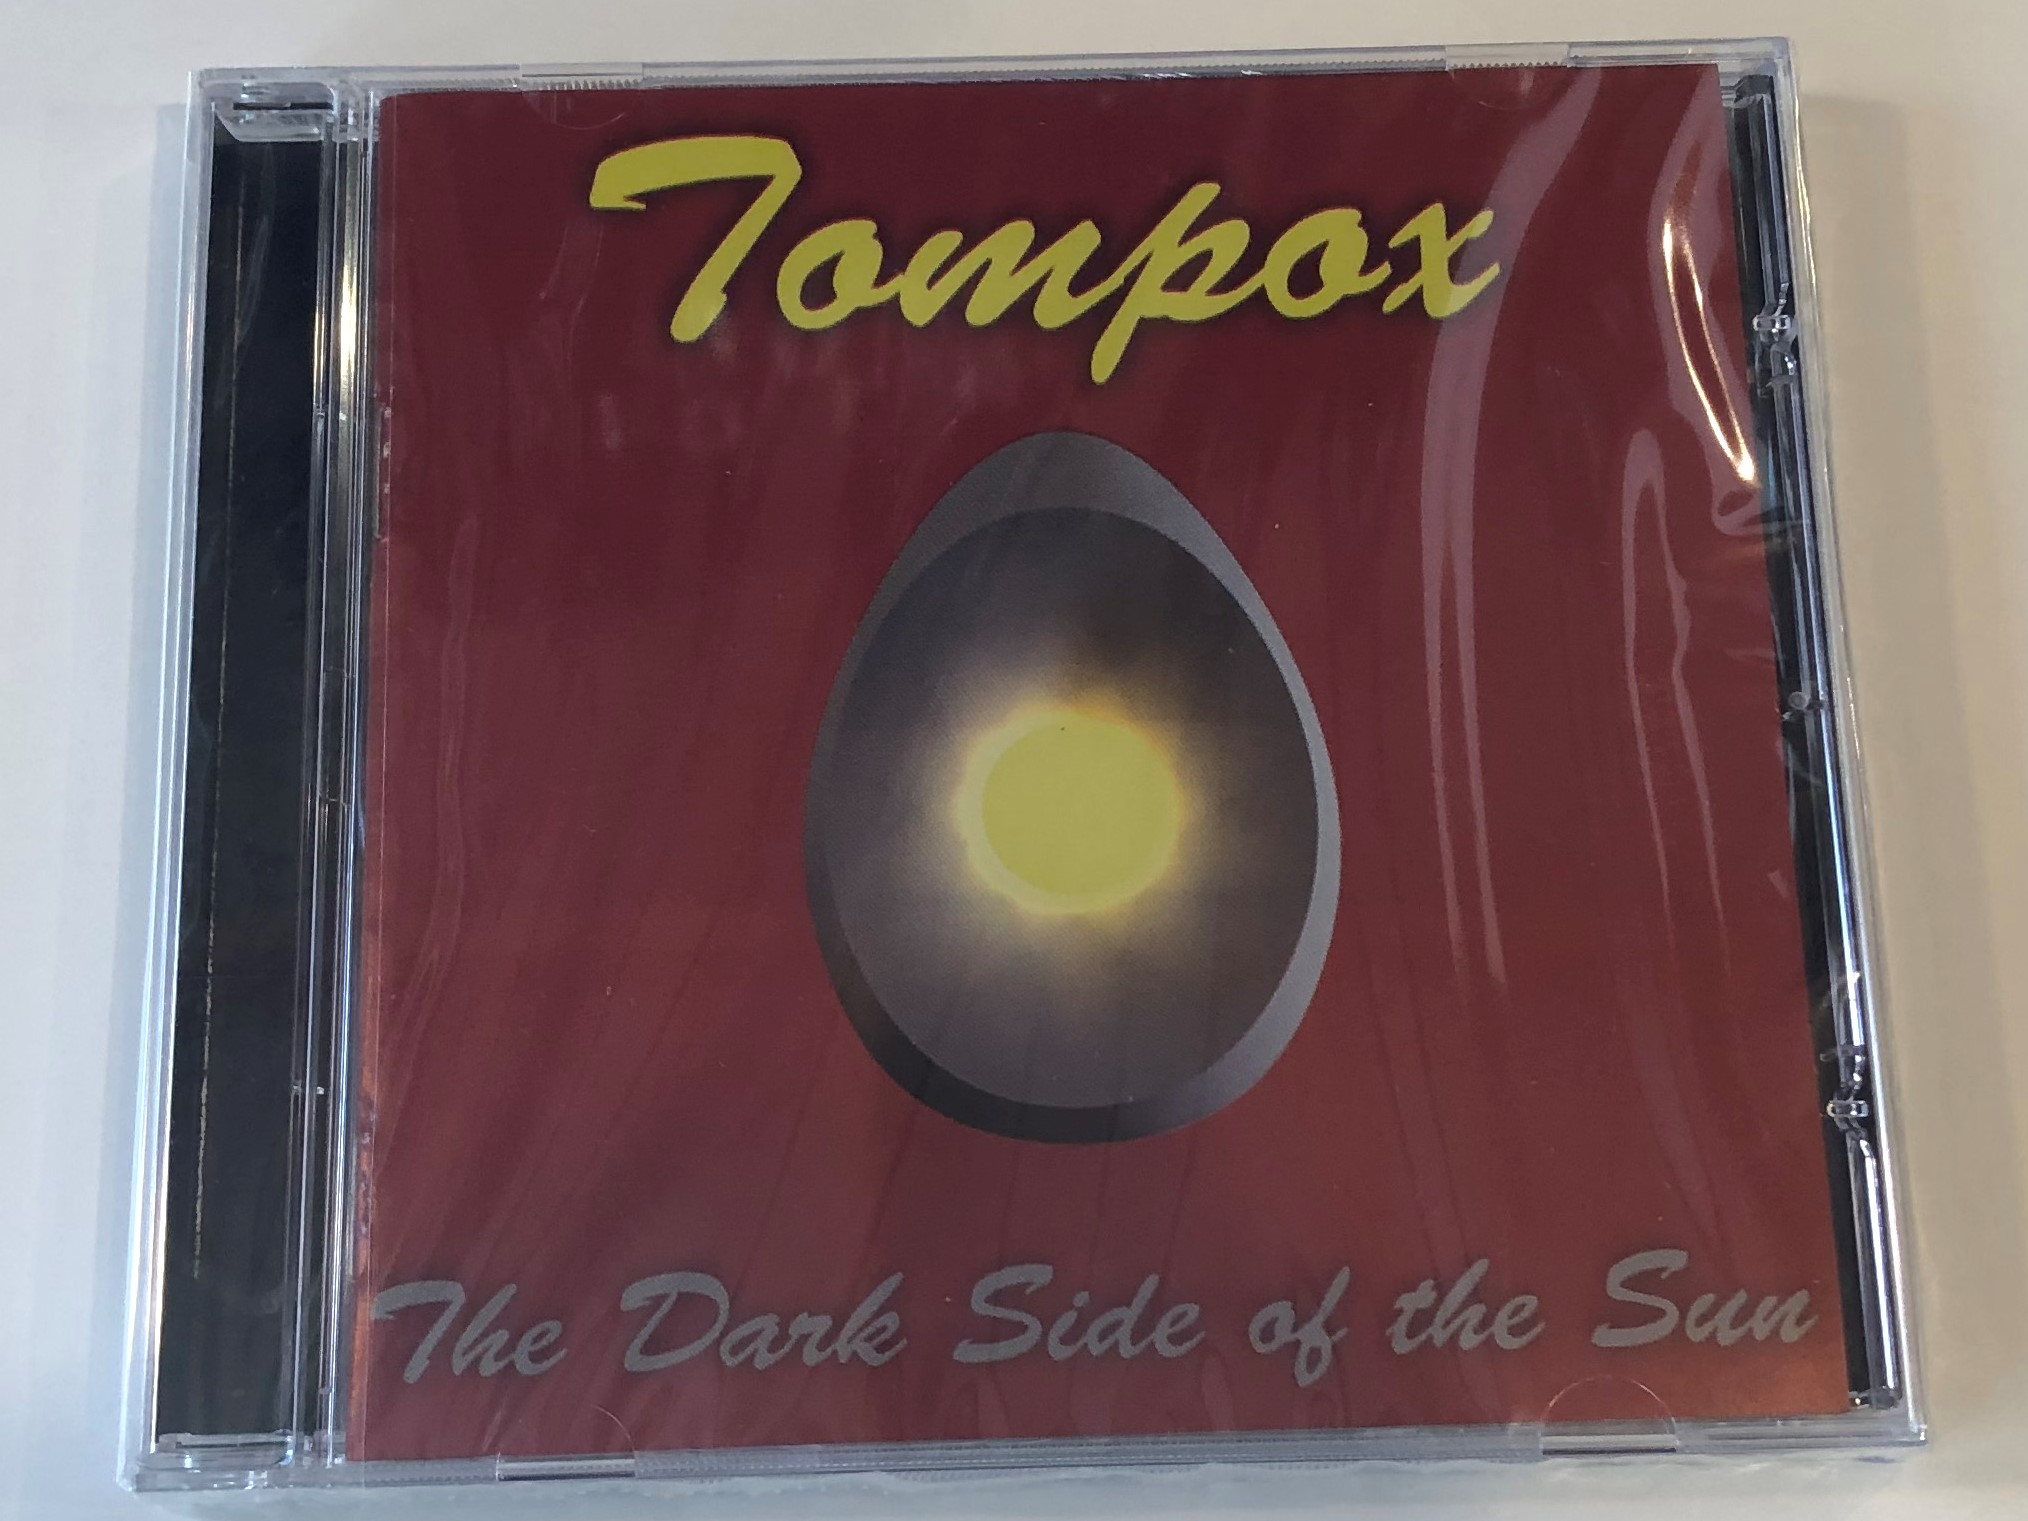 Tompox
The Dark Side of the Sun